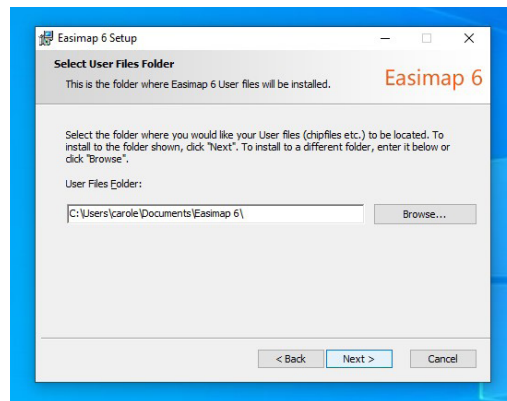 Easimap 6 Setup
Select User Files Folder
This is the folder where Easimap 6 User files will be installed.
Easimap 6
Select the folder where you would like your User files (chipfiles etc.) to be located. To
install to the folder shown, click "Next". To install to a different folder, enter it below or
click "Browse".
User Files Folder:
C:\Users\carole\Documents\Easimap 6\
Browse...
< Back
Next >
Cancel